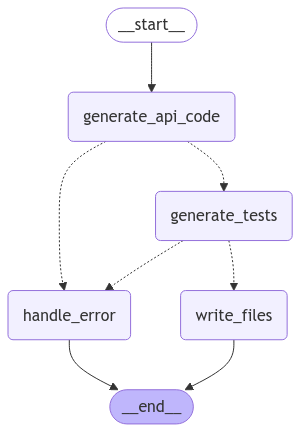 __start__
generate_api_code
generate_tests
handle_error
write_files
__end__